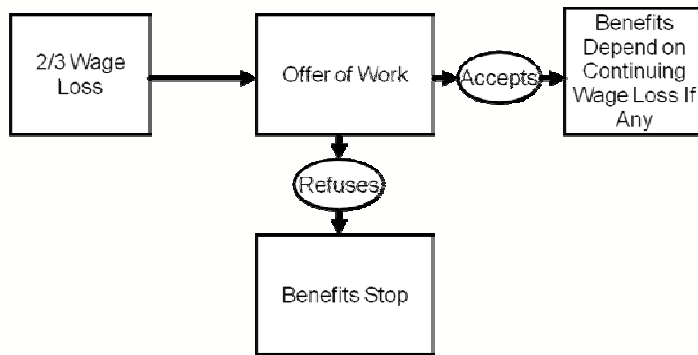 2/3 Wage
Loss
Offer of Work
Accepts
Benefits
Depend on
Continuing
Wage Loss If
Any
Refuses
Benefits Stop